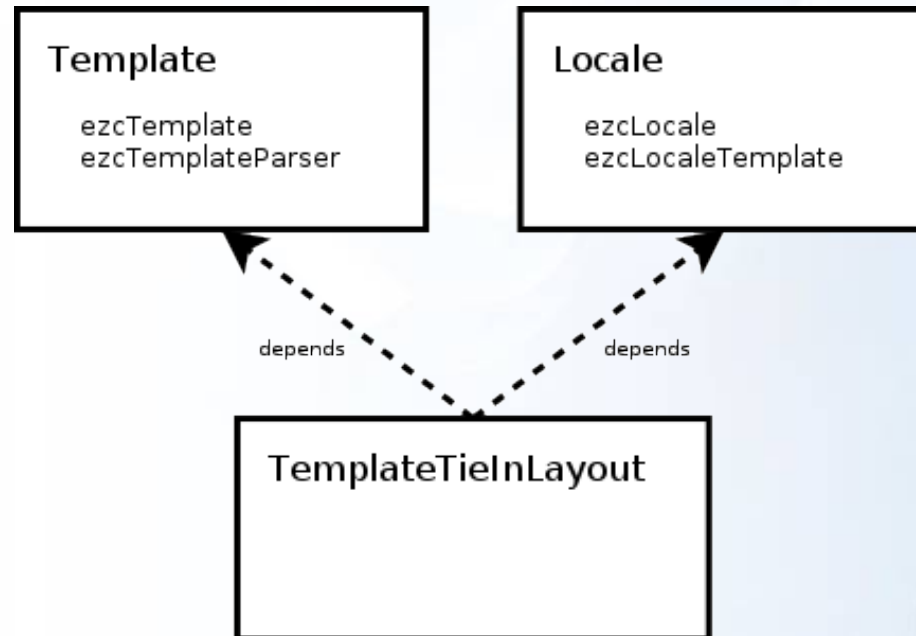 Template
ezcTemplate
ezcTemplateParser
Locale
ezcLocale
ezcLocaleTemplate
depends
depends
TemplateTieInLayout